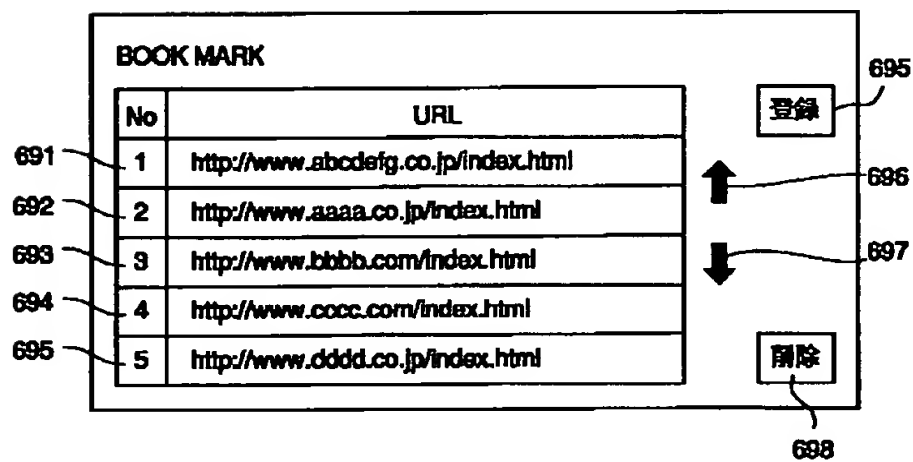 BOOK MARK
695
No URL 登録
691 1 http://www.abcdefg.co.jp/index.html
696
692 2 http://www.aaaa.co.jp/index.html
693 3 http://www.bbbb.com/index.html 697
694 4 http://www.cccc.com/index.html
695 5 http://www.dddd.co.jp/index.html 削除
698